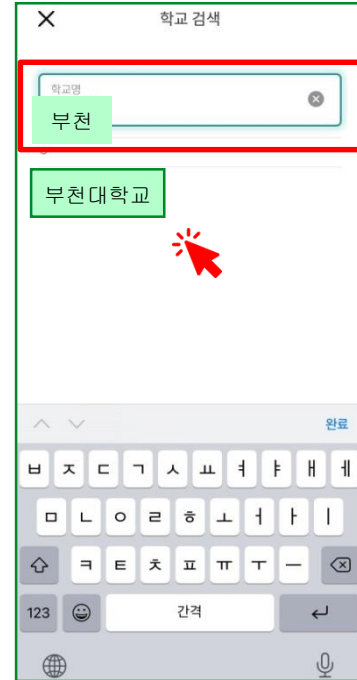 학교 검색
학교명
부천
부천대학교
완료
ㅂ ㅈ ㄷ ㄱ ㅅ ㅛ ㅕ ㅑ ㅐ ㅔ
ㅁ ㄴ ㅇ ㄹ ㅎ ㅗ ㅓ ㅏ ㅣ
ㅋ ㅌ ㅊ ㅍ ㅠ ㅜ ㅡ
123 간격